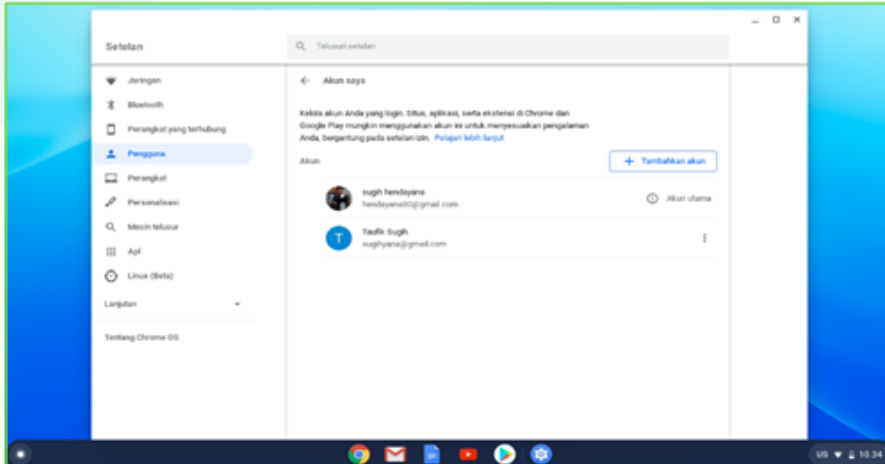 Setelan
Telusuri setelan
Jaringan
Bluetooth
Perangkat yang terhubung
Pengguna
Perangkat
Personalisasi
Mesin telusur
Apl
Linux (Beta)
Lanjutan
Tentang Chrome OS
Akun saya
Kelola akun Anda yang login. Situs, aplikasi, serta ekstensi di Chrome dan
Google Play mungkin menggunakan akun ini untuk menyesuaikan pengalaman
Anda, bergantung pada setelan izin. Pelajari lebih lanjut
Akun
+ Tambahkan akun
sugih hendayana
Akun utama
T
Taufik Sugih
sugihyana@gmail.com
US 10.34